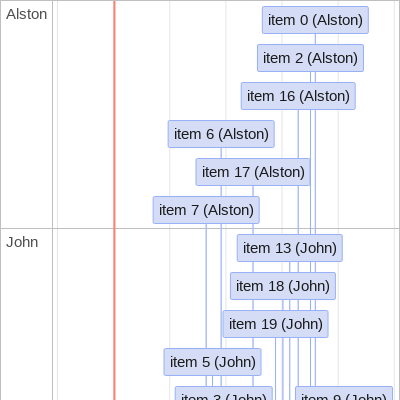 Alston
item 0 (Alston)
item 2 (Alston)
item 16 (Alston)
item 6 (Alston)
item 17 (Alston)
item 7 (Alston)
John
item 13 (John)
item 18 (John)
item 19 (John)
item 5 (John)
item 3 (John)
item 9 (John)